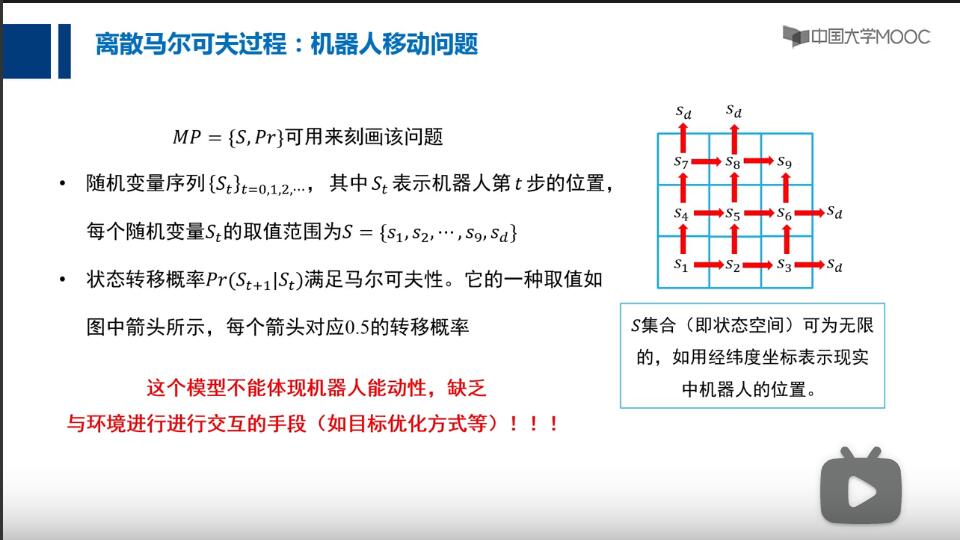 离散马尔可夫过程：机器人移动问题
中国大学MOOC
MP = {S, Pr}可用来刻画该问题
• 随机变量序列{S_t}_{t=0,1,2,...}，其中 S_t 表示机器人第 t 步的位置，
每个随机变量S_t的取值范围为S = {s_1, s_2, ⋯, s_9, s_d}
• 状态转移概率Pr(S_{t+1}|S_t)满足马尔可夫性。它的一种取值如
图中箭头所示，每个箭头对应0.5的转移概率
这个模型不能体现机器人能动性，缺乏
与环境进行进行交互的手段（如目标优化方式等）！！！
s_d s_d
s_7 s_8 s_9
s_4 s_5 s_6 s_d
s_1 s_2 s_3 s_d
S集合（即状态空间）可为无限
的，如用经纬度坐标表示现实
中机器人的位置。